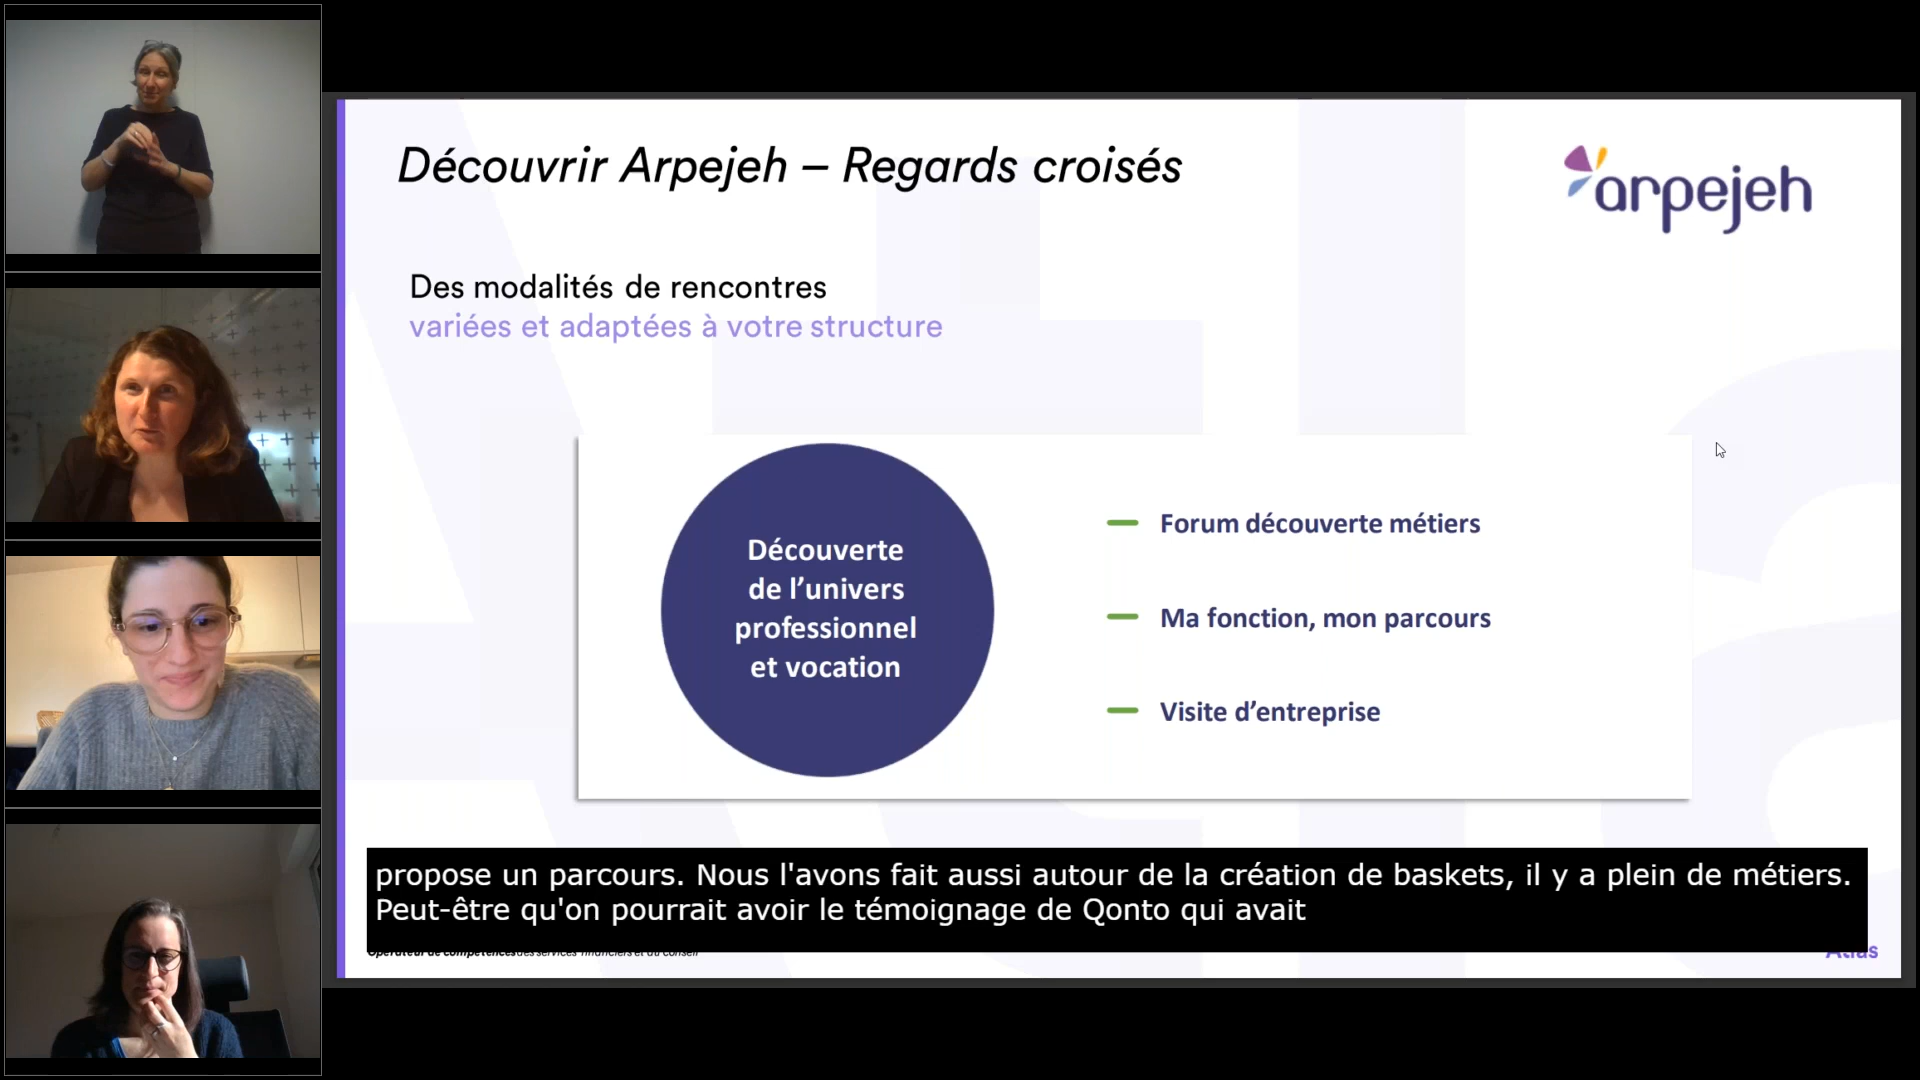 Découvrir Arpejeh – Regards croisés
arpejeh
Des modalités de rencontres
variées et adaptées à votre structure
Découverte
de l'univers
professionnel
et vocation
Forum découverte métiers
Ma fonction, mon parcours
Visite d'entreprise
propose un parcours. Nous l'avons fait aussi autour de la création de baskets, il y a plein de métiers.
Peut-être qu'on pourrait avoir le témoignage de Qonto qui avait
Opérateur de compétences des services financiers et du conseil
Atlas